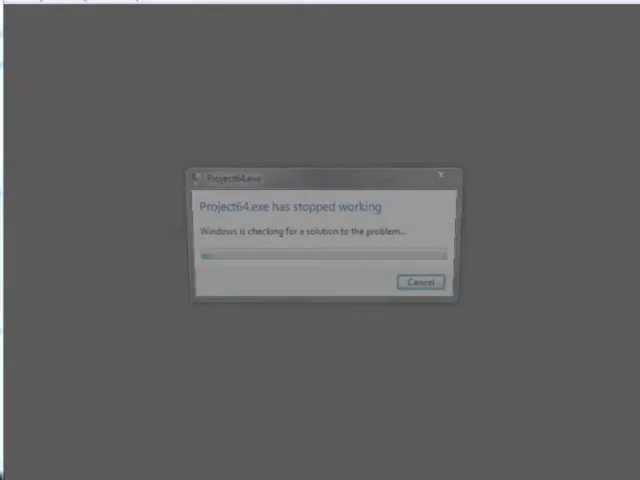 Project64.exe
Project64.exe has stopped working
Windows is checking for a solution to the problem...
Cancel